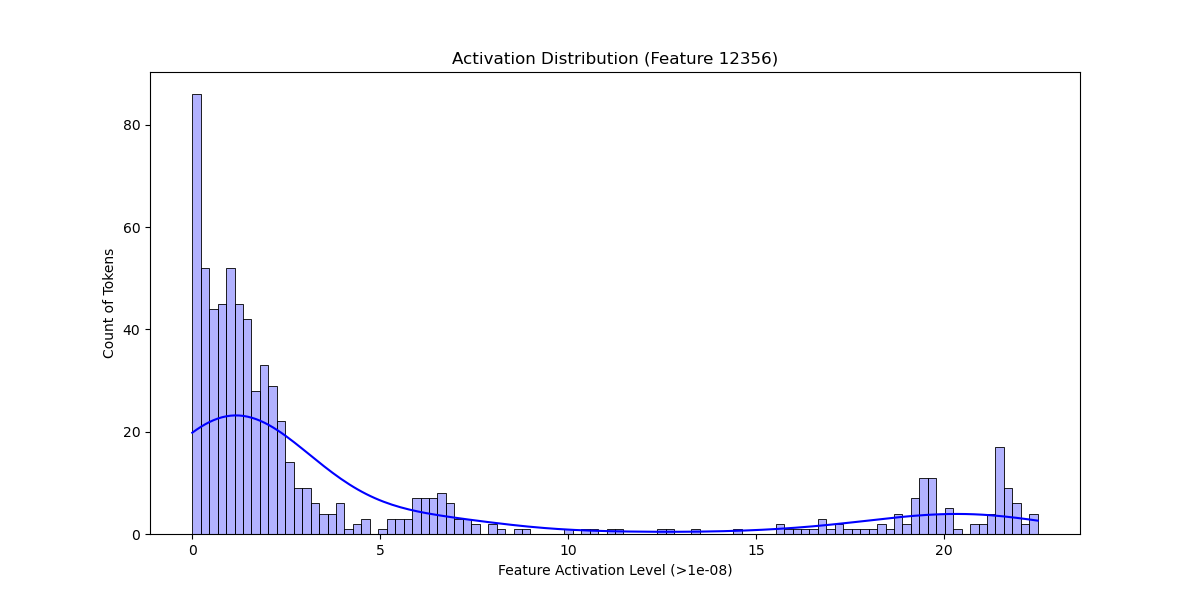 Activation Distribution (Feature 12356)
80
60
40
20
0
Count of Tokens
0 5 10 15 20
Feature Activation Level (>1e-08)